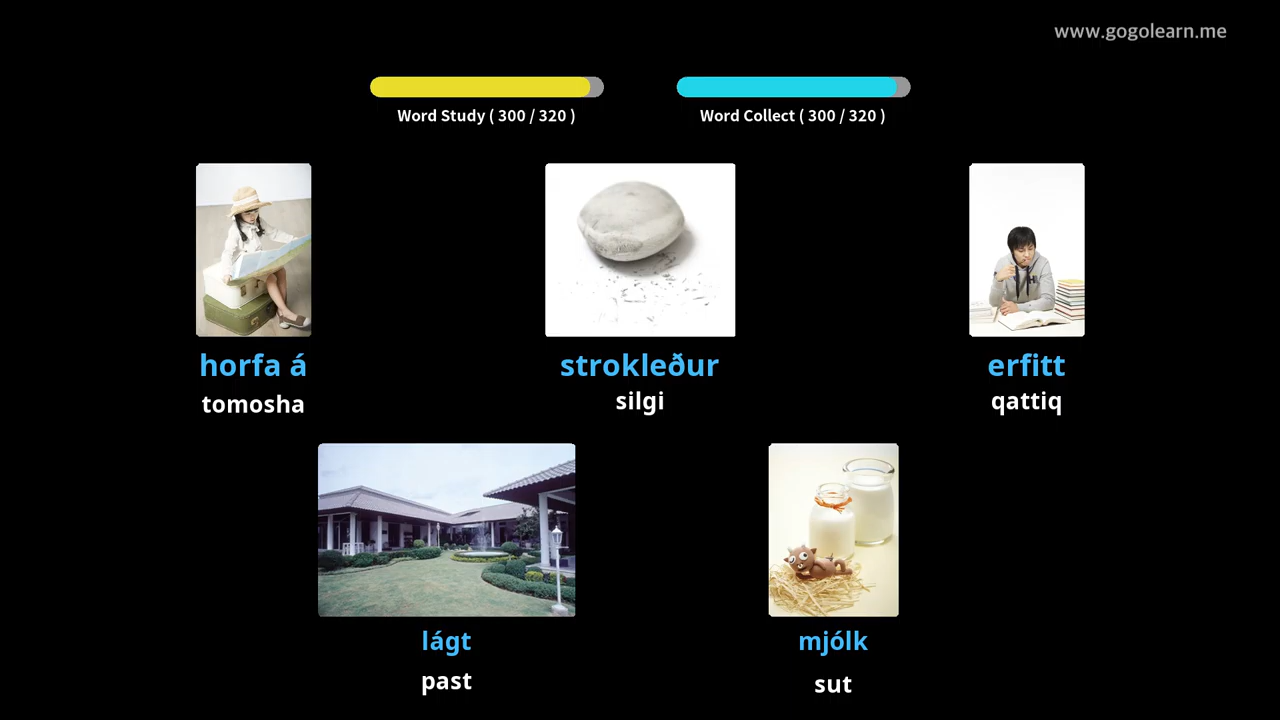 www.gogolearn.me
Word Study ( 300 / 320 )
Word Collect ( 300 / 320 )
horfa á
tomosha
strokleður
silgi
erfitt
qattiq
lágt
past
mjólk
sut